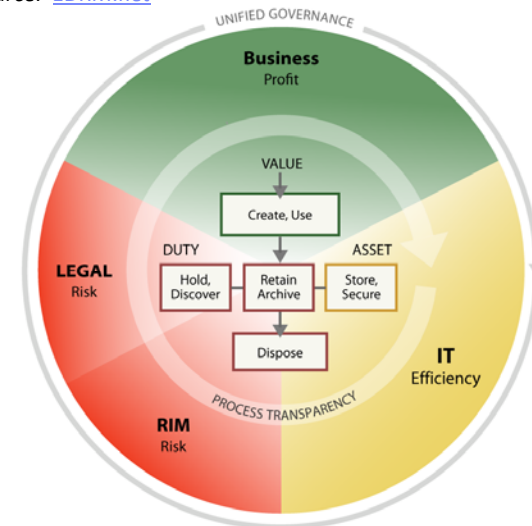 UNIFIED GOVERNANCE
Business
Profit
VALUE
Create, Use
DUTY
ASSET
LEGAL
Risk
Hold,
Discover
Retain
Archive
Store,
Secure
Dispose
IT
Efficiency
PROCESS TRANSPARENCY
RIM
Risk